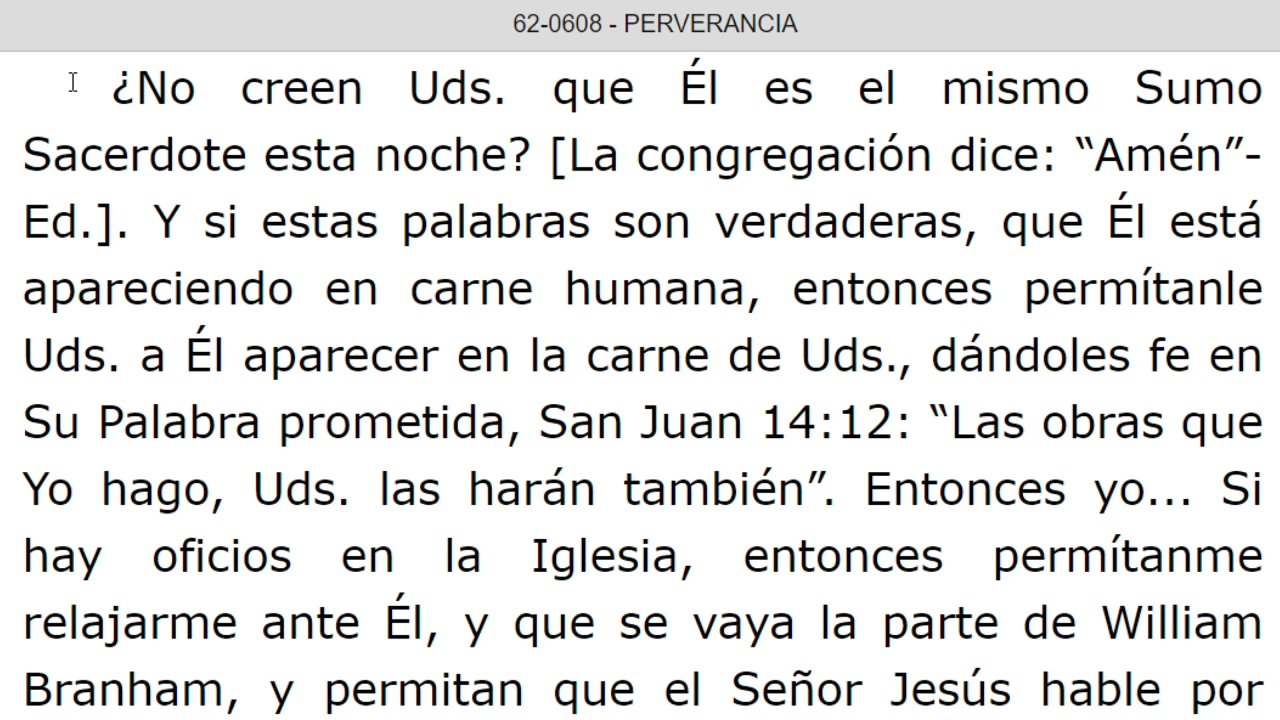 62-0608 - PERVERANCIA
¿No creen Uds. que Él es el mismo Sumo
Sacerdote esta noche? [La congregación dice: “Amén”-
Ed.]. Y si estas palabras son verdaderas, que Él está
apareciendo en carne humana, entonces permítanle
Uds. a Él aparecer en la carne de Uds., dándoles fe en
Su Palabra prometida, San Juan 14:12: “Las obras que
Yo hago, Uds. las harán también”. Entonces yo... Si
hay oficios en la Iglesia, entonces permítanme
relajarme ante Él, y que se vaya la parte de William
Branham, y permitan que el Señor Jesús hable por